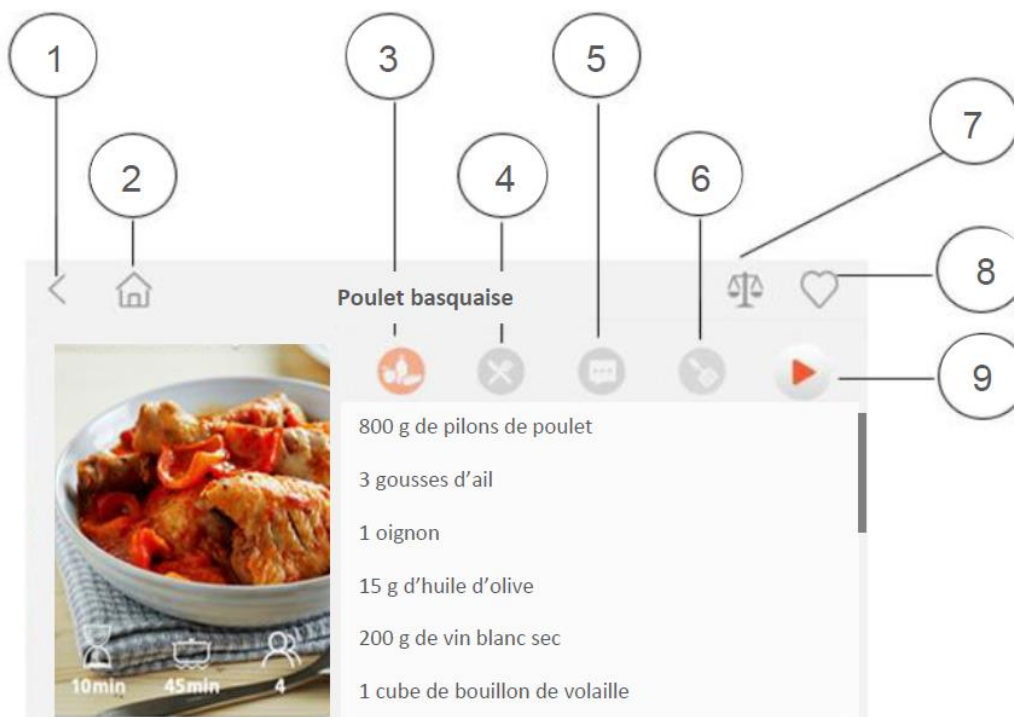 1
3
5
7
2
4
6
8
Poulet basquaise
9
800 g de pilons de poulet
3 gousses d’ail
1 oignon
15 g d’huile d’olive
200 g de vin blanc sec
10min 45min 4
1 cube de bouillon de volaille